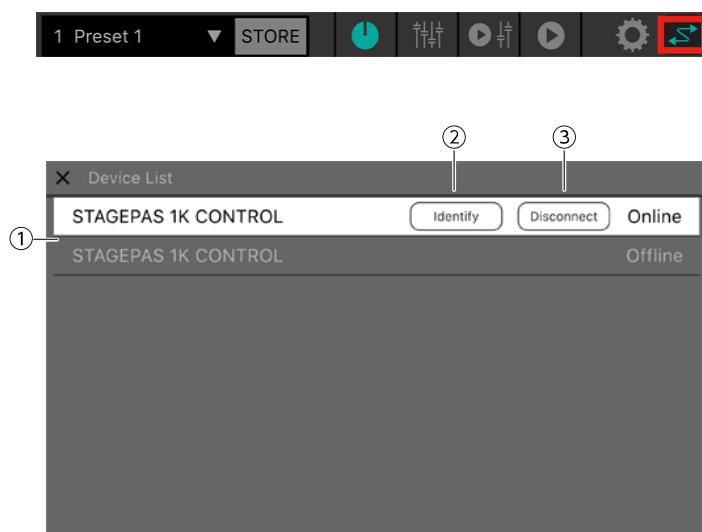 1 Preset 1 ▼ STORE
② ③
× Device List
STAGEPAS 1K CONTROL Identify Disconnect Online
①
STAGEPAS 1K CONTROL Offline